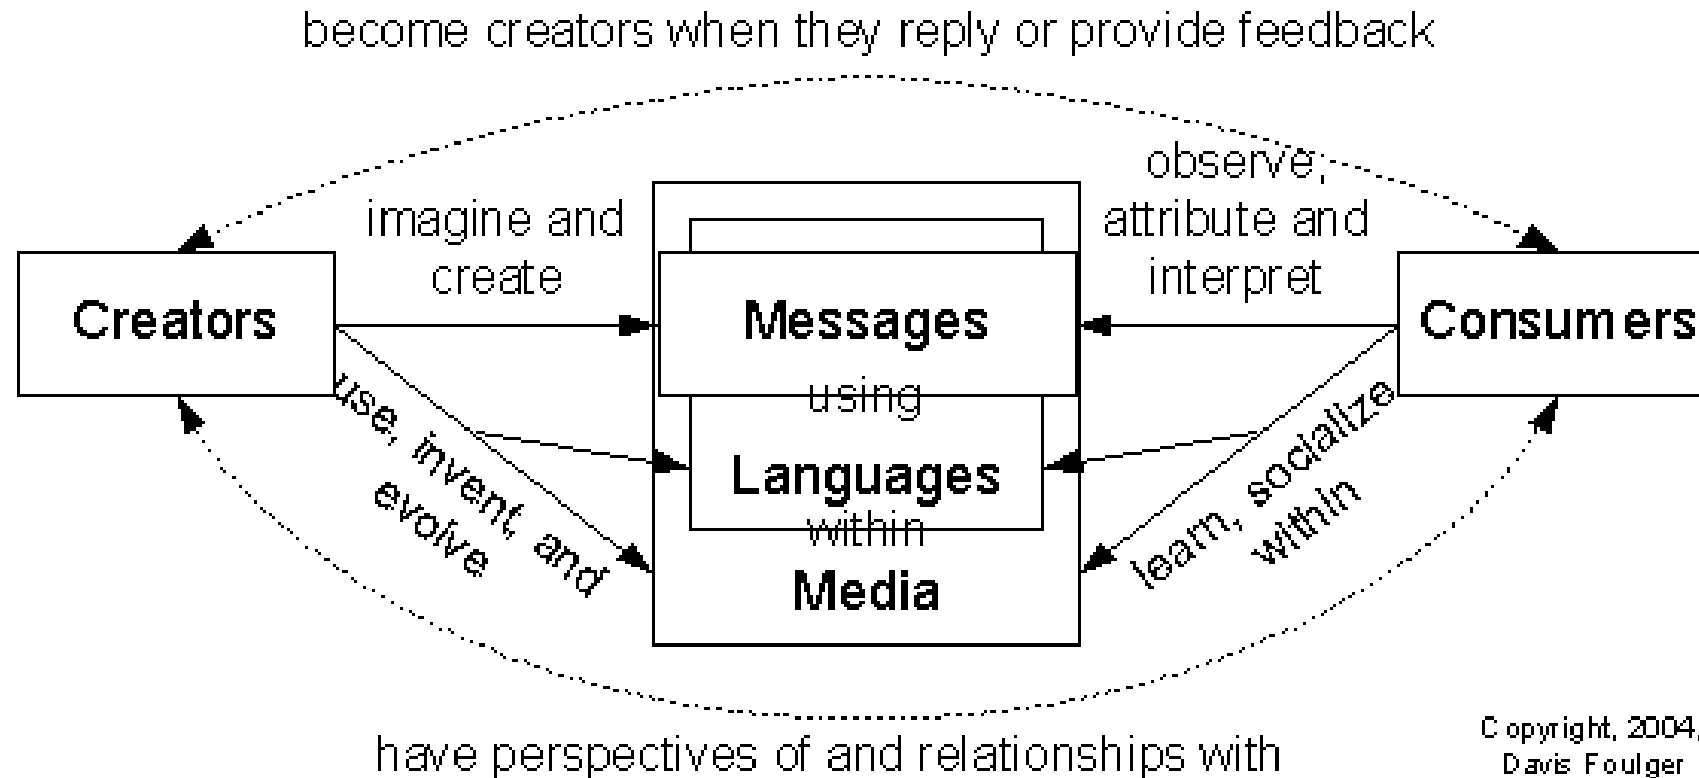 become creators when they reply or provide feedback
observe,
attribute and
interpret
imagine and
create
Creators
Messages
Consumers
using
Languages
within
Media
use, invent, and
evolve
learn, socialize
within
have perspectives of and relationships with
Copyright, 2004,
Davis Foulger